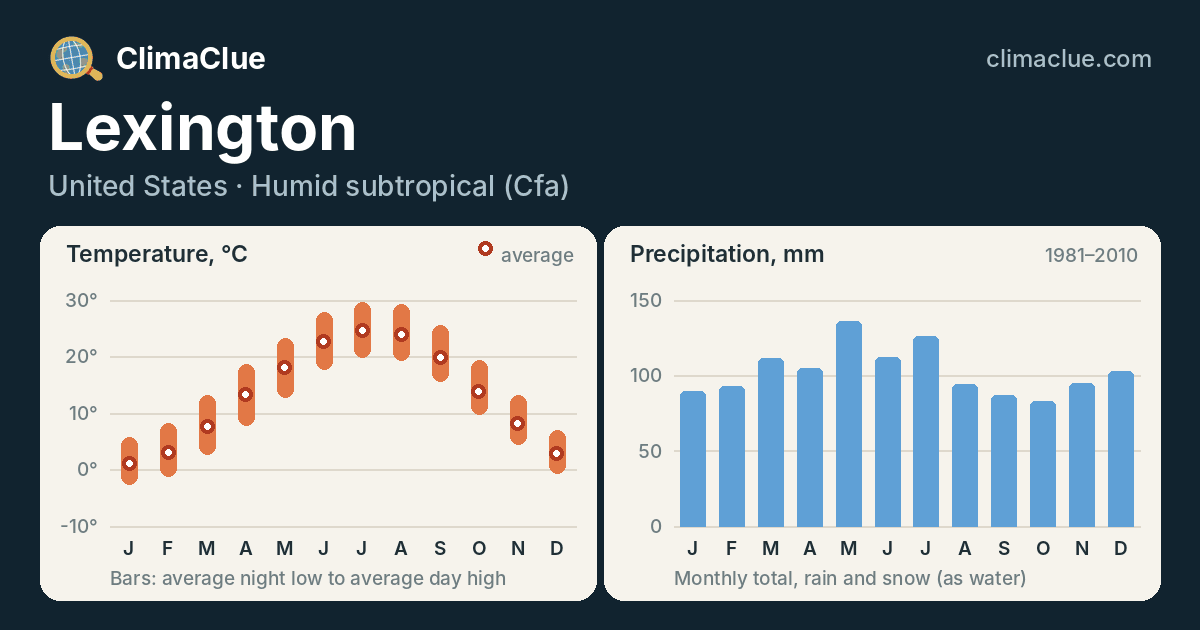 ClimaClue
climaclue.com
Lexington
United States · Humid subtropical (Cfa)
Temperature, °C
average
30°
20°
10°
0°
-10°
J F M A M J J A S O N D
Bars: average night low to average day high
Precipitation, mm
1981–2010
150
100
50
0
J F M A M J J A S O N D
Monthly total, rain and snow (as water)